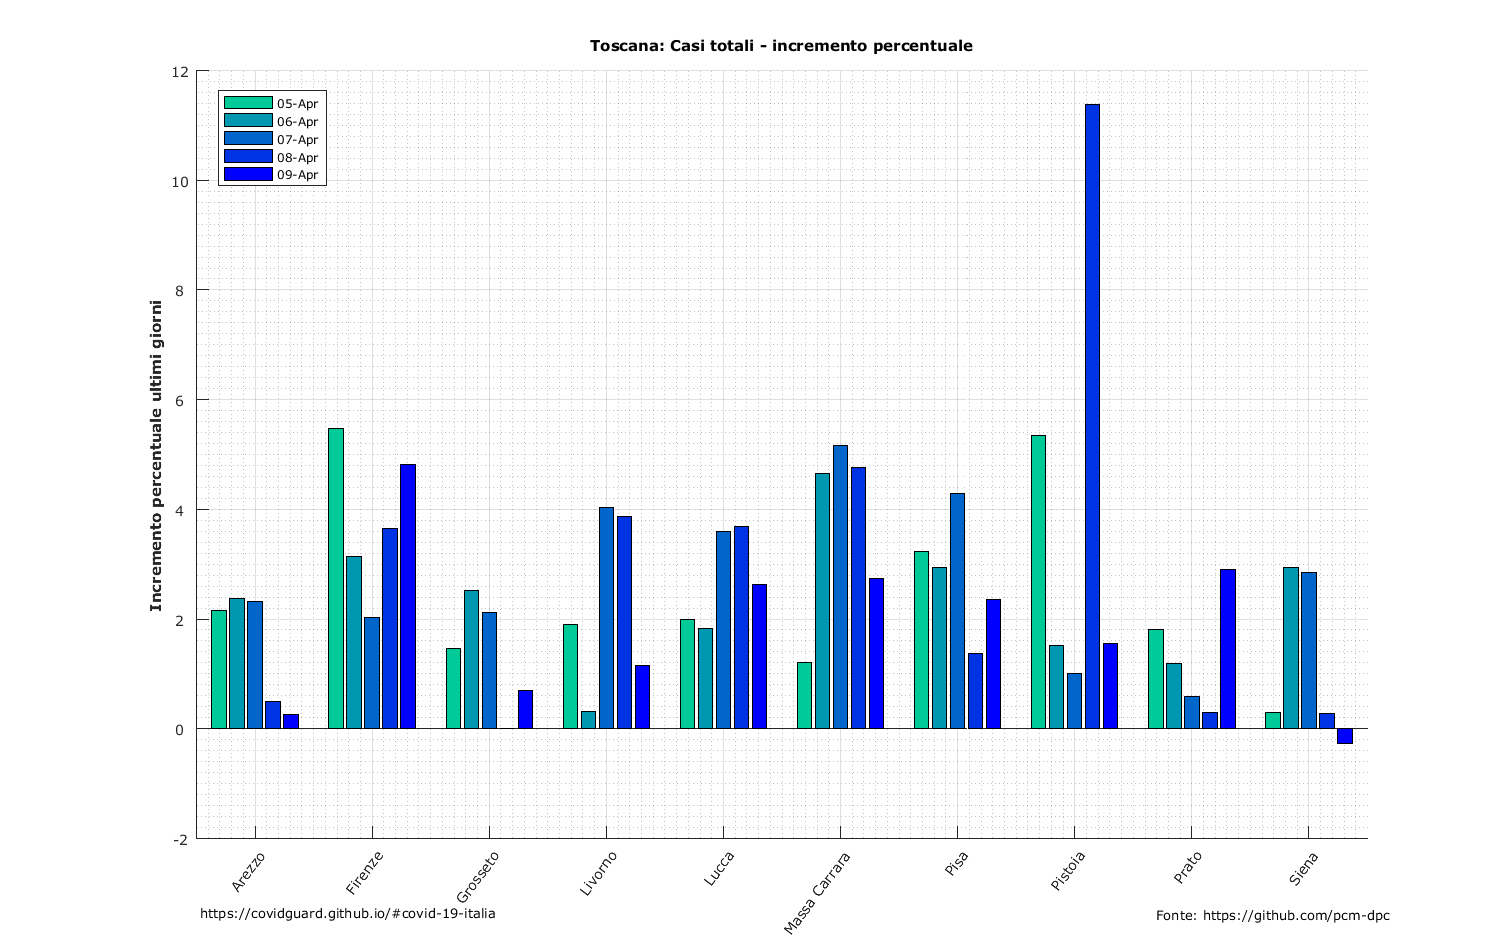 Toscana: Casi totali - incremento percentuale
12
10
8
6
4
2
0
-2
Incremento percentuale ultimi giorni
05-Apr
06-Apr
07-Apr
08-Apr
09-Apr
Arezzo
Firenze
Grosseto
Livorno
Lucca
Massa Carrara
Pisa
Pistoia
Prato
Siena
https://covidguard.github.io/#covid-19-italia
Fonte: https://github.com/pcm-dpc